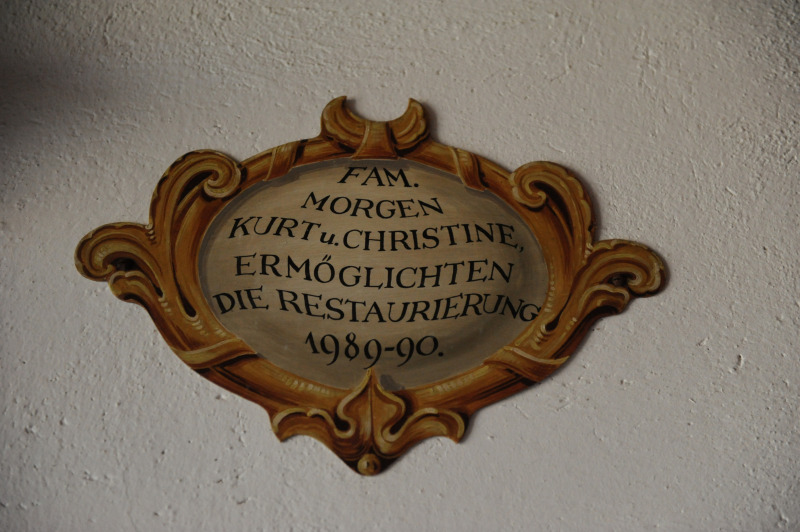 FAM.
MORGEN
KURT u. CHRISTINE,
ERMÖGLICHTEN
DIE RESTAURIERUNG
1989-90.